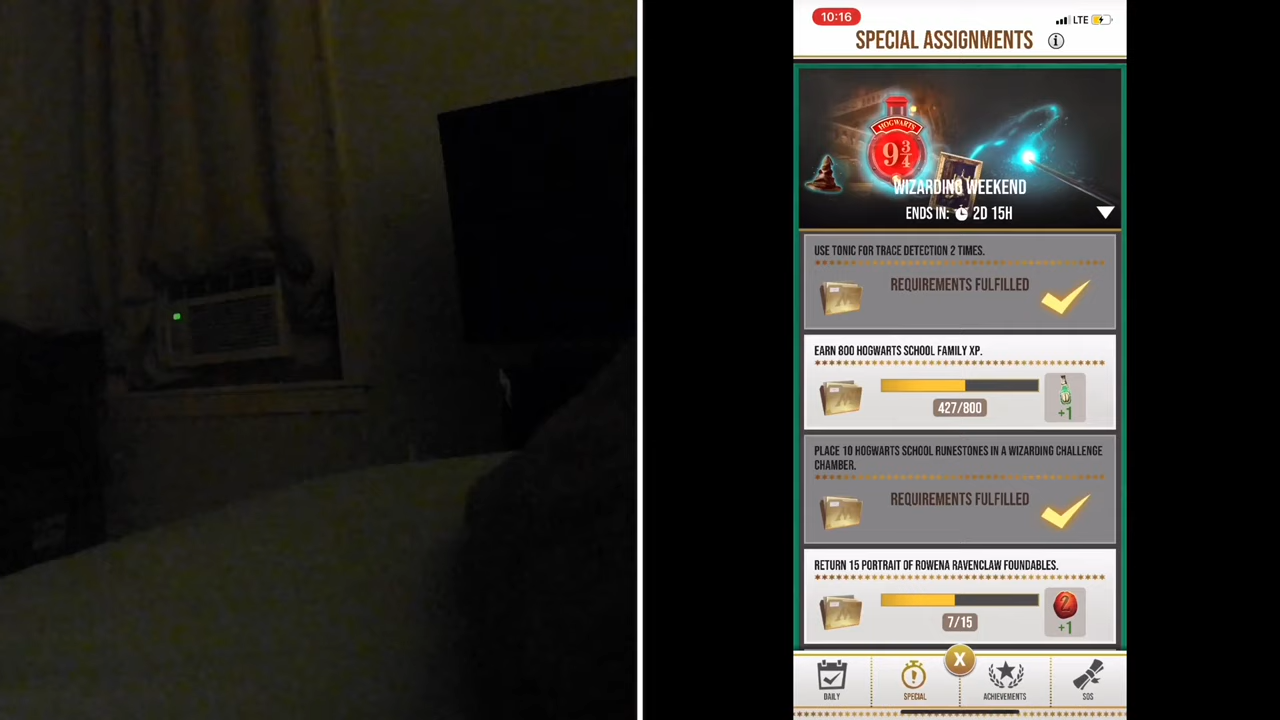 10:16
LTE
SPECIAL ASSIGNMENTS
HOGWARTS
9 3/4
WIZARDING WEEKEND
ENDS IN: 2D 15H
USE TONIC FOR TRACE DETECTION 2 TIMES.
REQUIREMENTS FULFILLED
EARN 800 HOGWARTS SCHOOL FAMILY XP.
427/800
+1
PLACE 10 HOGWARTS SCHOOL RUNESTONES IN A WIZARDING CHALLENGE
CHAMBER.
REQUIREMENTS FULFILLED
RETURN 15 PORTRAIT OF ROWENA RAVENCLAW FOUNDABLES.
2
7/15
+1
X
DAILY
SPECIAL
ACHIEVEMENTS
SOS